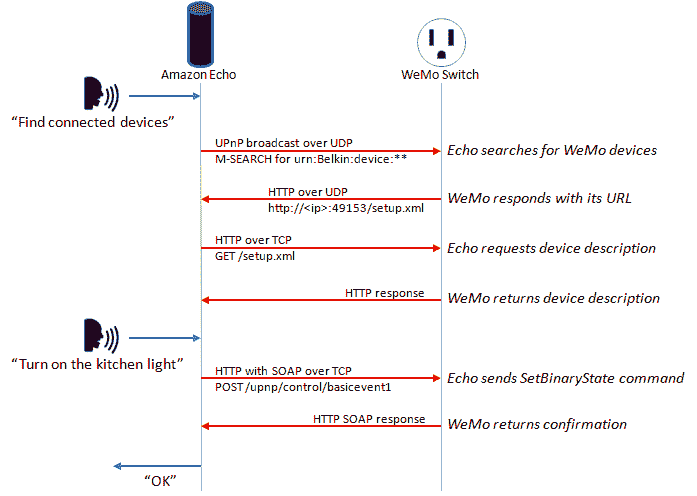 Amazon Echo
WeMo Switch
“Find connected devices”
UPnP broadcast over UDP
M-SEARCH for urn:Belkin:device:**
Echo searches for WeMo devices
HTTP over UDP
http://<ip>:49153/setup.xml
WeMo responds with its URL
HTTP over TCP
GET /setup.xml
Echo requests device description
HTTP response
WeMo returns device description
“Turn on the kitchen light”
HTTP with SOAP over TCP
POST /upnp/control/basicevent1
Echo sends SetBinaryState command
HTTP SOAP response
WeMo returns confirmation
“OK”